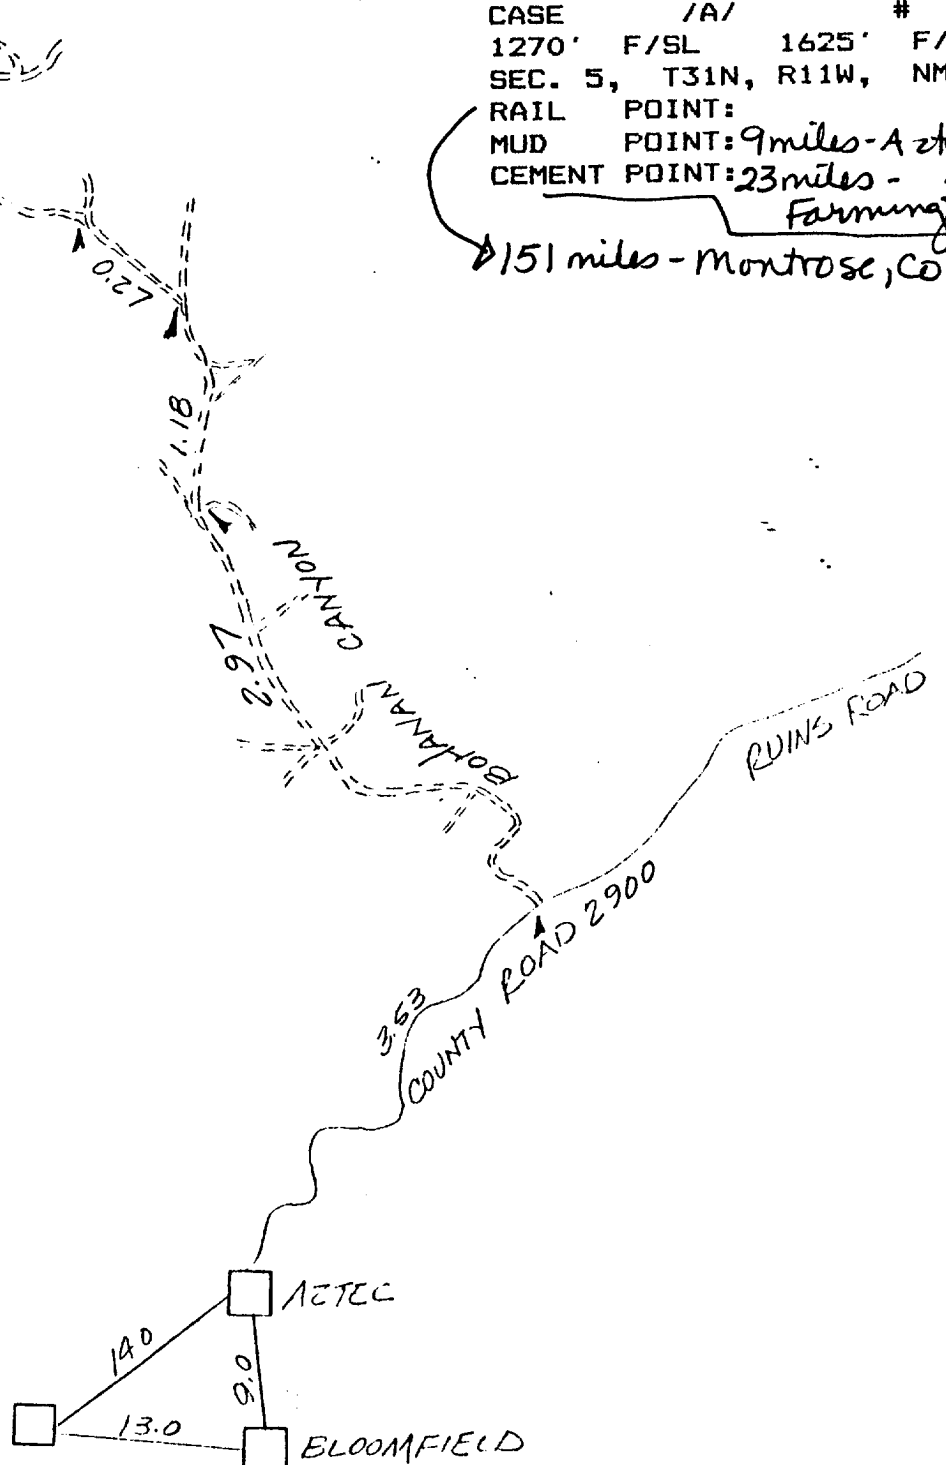 CASE /A/ #
1270' F/SL 1625' F/
SEC. 5, T31N, R11W, NM
RAIL POINT:
MUD POINT: 9 miles - Azt
CEMENT POINT: 23 miles -
Farming
151 miles - Montrose, CO
0.27
1.18
CANYON
2.97
BOHANAN
RUINS ROAD
COUNTY ROAD 2900
3.53
AZTEC
14.0
9.0
13.0
BLOOMFIELD